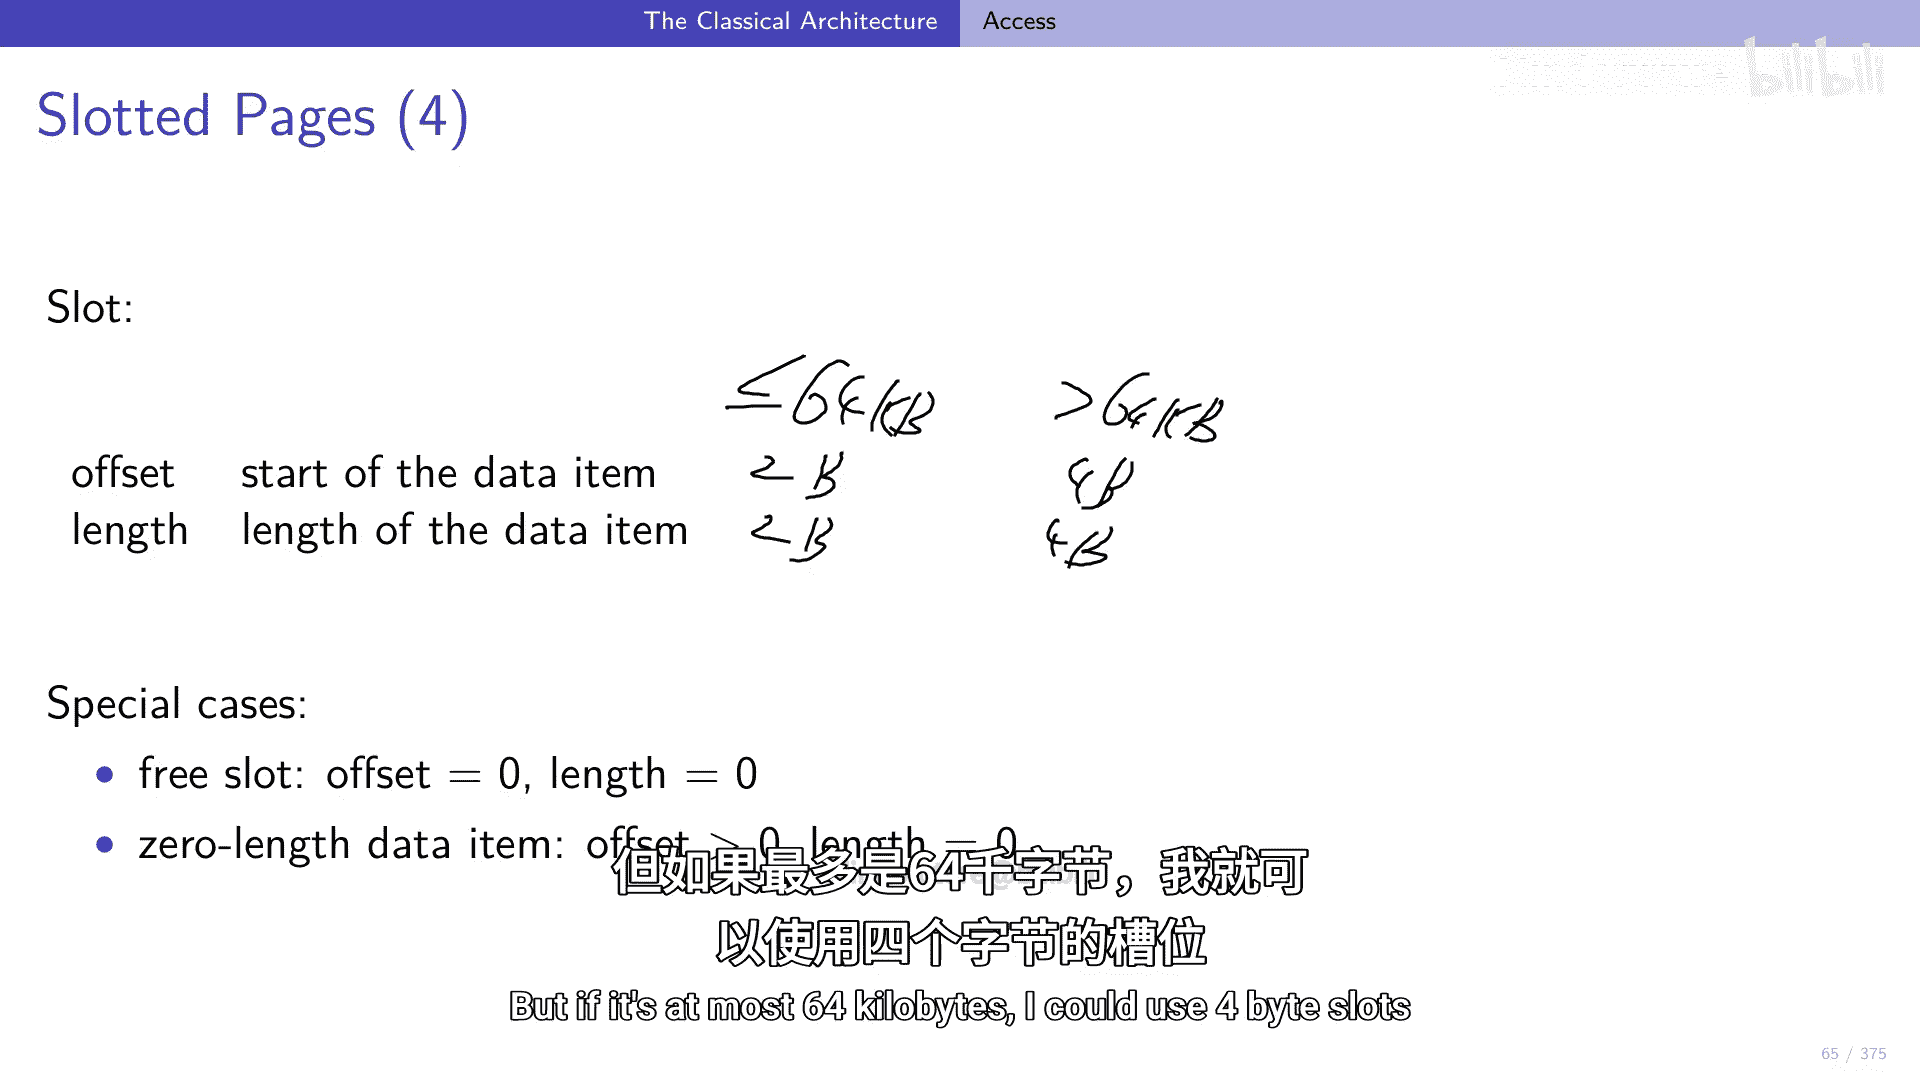 The Classical Architecture Access
bilibili
Slotted Pages (4)
Slot:
≤64KB >64KB
offset start of the data item 2B 4B
length length of the data item 2B 4B
Special cases:
• free slot: offset = 0, length = 0
• zero-length data item: offset > 0, length = 0
但如果最多是64千字节，我就可
以使用四个字节的槽位
But if it's at most 64 kilobytes, I could use 4 byte slots
65 / 375